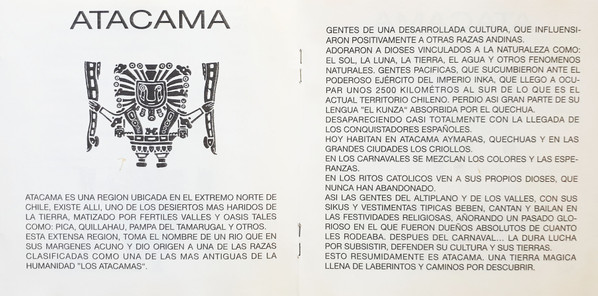 ATACAMA
ATACAMA ES UNA REGION UBICADA EN EL EXTREMO NORTE DE
CHILE, EXISTE ALLI, UNO DE LOS DESIERTOS MAS HARIDOS DE
LA TIERRA, MATIZADO POR FERTILES VALLES Y OASIS TALES
COMO: PICA, QUILLAHAU, PAMPA DEL TAMARUGAL Y OTROS.
ESTA EXTENSA REGION, TOMA EL NOMBRE DE UN RIO QUE EN
SUS MARGENES ACUNO Y DIO ORIGEN A UNA DE LAS RAZAS
CLASIFICADAS COMO UNA DE LAS MAS ANTIGUAS DE LA
HUMANIDAD "LOS ATACAMAS".
GENTES DE UNA DESARROLLADA CULTURA, QUE INFLUENSI-
ARON POSITIVAMENTE A OTRAS RAZAS ANDINAS.
ADORARON A DIOSES VINCULADOS A LA NATURALEZA COMO:
EL SOL, LA LUNA, LA TIERRA, EL AGUA Y OTROS FENOMENOS
NATURALES. GENTES PACIFICAS, QUE SUCUMBIERON ANTE EL
PODEROSO EJÉRCITO DEL IMPERIO INKA, QUE LLEGO A OCU-
PAR UNOS 2500 KILOMÉTROS AL SUR DE LO QUE ES EL
ACTUAL TERRITORIO CHILENO. PERDIO ASI GRAN PARTE DE SU
LENGUA "EL KUNZA" ABSORBIDA POR EL QUECHUA.
DESAPARECIENDO CASI TOTALMENTE CON LA LLEGADA DE
LOS CONQUISTADORES ESPAÑOLES.
HOY HABITAN EN ATACAMA AYMARAS, QUECHUAS Y EN LAS
GRANDES CIUDADES LOS CRIOLLOS.
EN LOS CARNAVALES SE MEZCLAN LOS COLORES Y LAS ESPE-
RANZAS.
EN LOS RITOS CATOLICOS VEN A SUS PROPIOS DIOSES, QUE
NUNCA HAN ABANDONADO.
ASI LAS GENTES DEL ALTIPLANO Y DE LOS VALLES, CON SUS
SIKUS Y VESTIMENTAS TIPICAS BEBEN, CANTAN Y BAILAN EN
LAS FESTIVIDADES RELIGIOSAS, AÑORANDO UN PASADO GLO-
RIOSO EN EL QUE FUERON DUEÑOS ABSOLUTOS DE CUANTO
LES RODEABA. DESPUES DEL CARNAVAL... LA DURA LUCHA
POR SUBSISTIR, DEFENDER SU CULTURA Y SUS TIERRAS.
ESTO RESUMIDAMENTE ES ATACAMA. UNA TIERRA MAGICA
LLENA DE LABERINTOS Y CAMINOS POR DESCUBRIR.